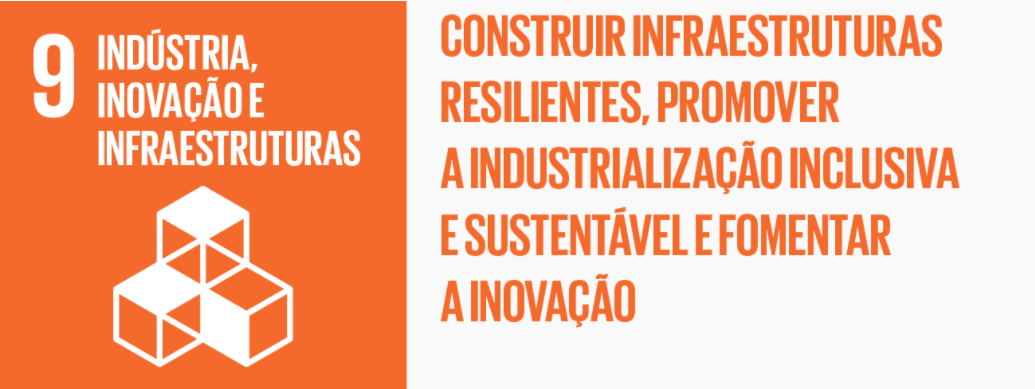 9
INDÚSTRIA,
INOVAÇÃO E
INFRAESTRUTURAS
CONSTRUIR INFRAESTRUTURAS
RESILIENTES, PROMOVER
A INDUSTRIALIZAÇÃO INCLUSIVA
E SUSTENTÁVEL E FOMENTAR
A INOVAÇÃO